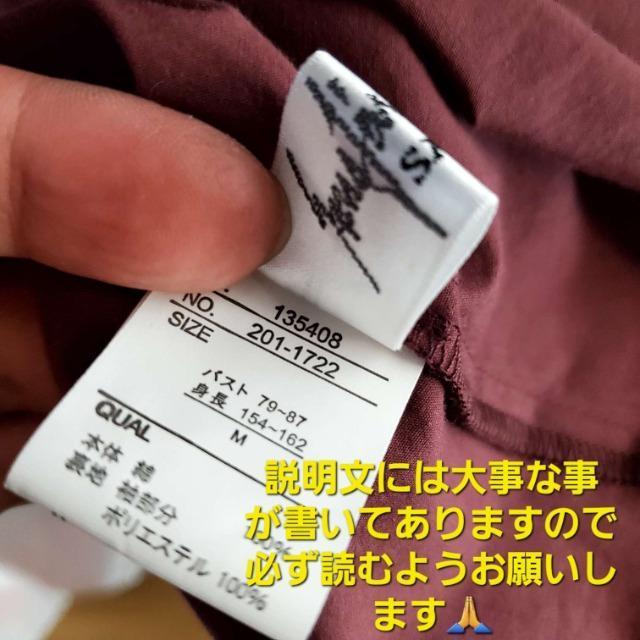 135408
NO. 201-1722
SIZE
バスト 79~87
身長 154~162
M
QUAL
本体 綿
裏地 袖部分
ポリエステル 100%
説明文には大事な事
が書いてありますので
必ず読むようお願いし
ます🙏